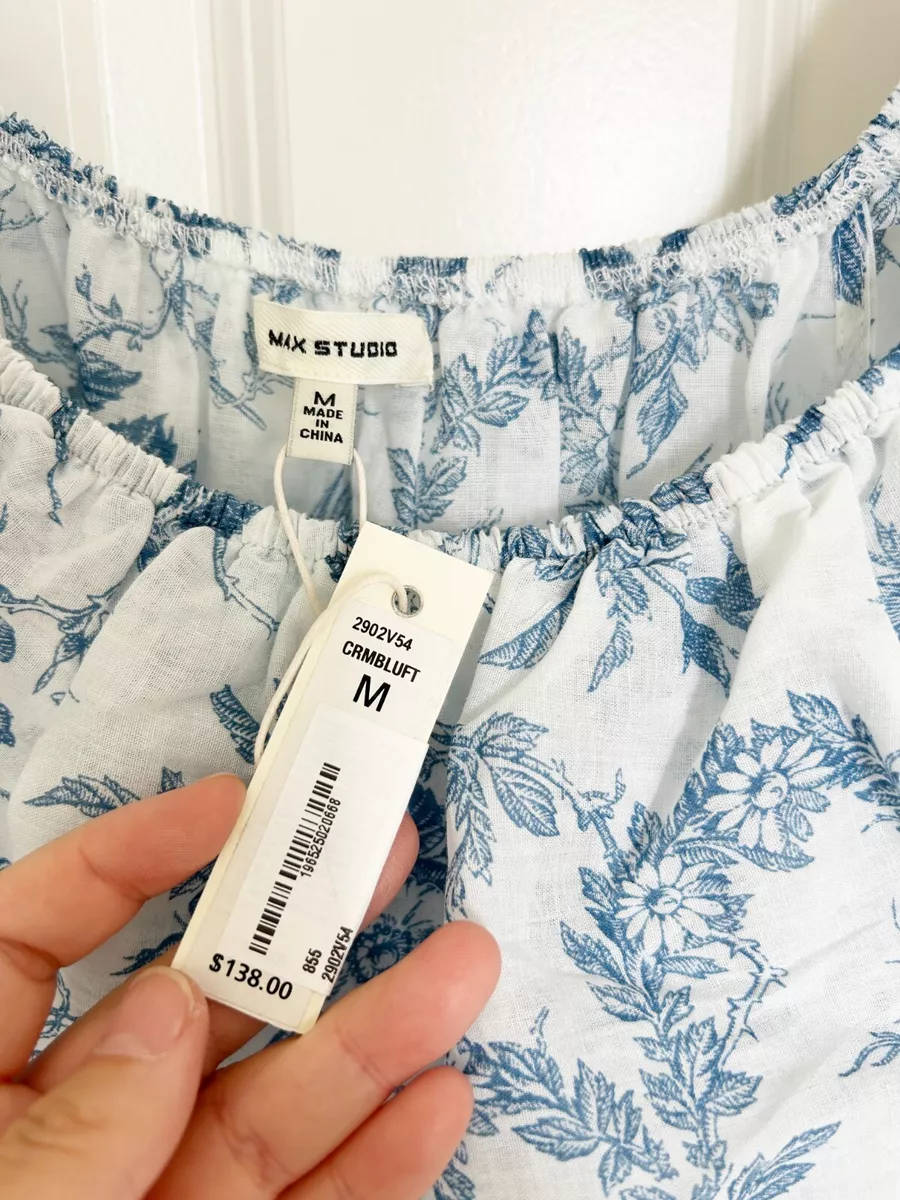 MAX STUDIO
M
MADE
IN
CHINA
2902V54
CRMBLUFT
M
196525020668
855
2902V54
$138.00